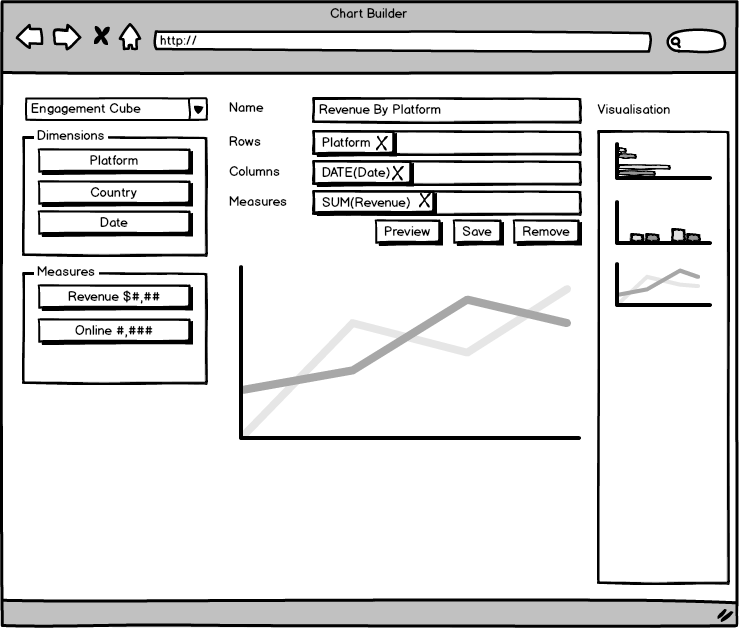 Chart Builder
http://
Engagement Cube
Dimensions
Platform
Country
Date
Measures
Revenue $#,##
Online #,###
Name
Revenue By Platform
Rows
Platform X
Columns
DATE(Date) X
Measures
SUM(Revenue) X
Preview
Save
Remove
Visualisation